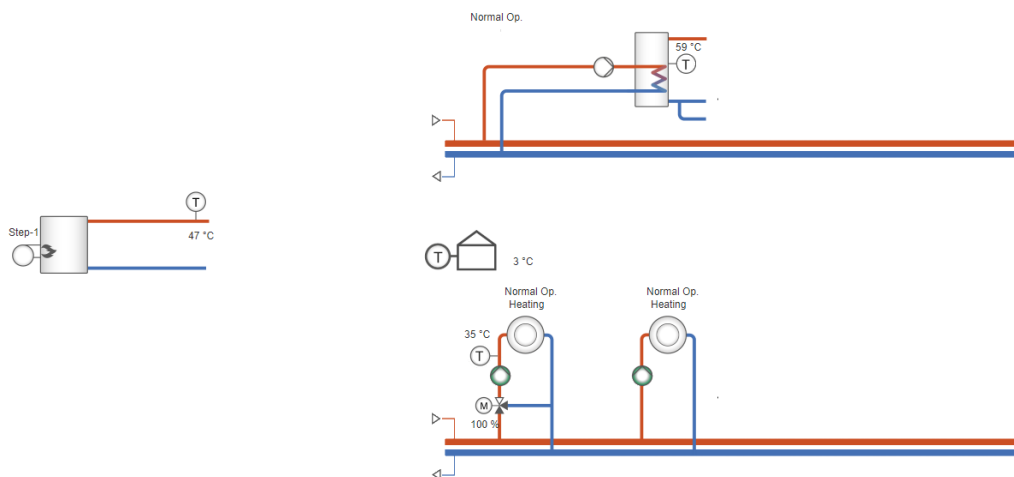 Normal Op.
59 °C
T
T
Step-1
47 °C
T
3 °C
Normal Op.
Heating
Normal Op.
Heating
35 °C
T
M
100 %